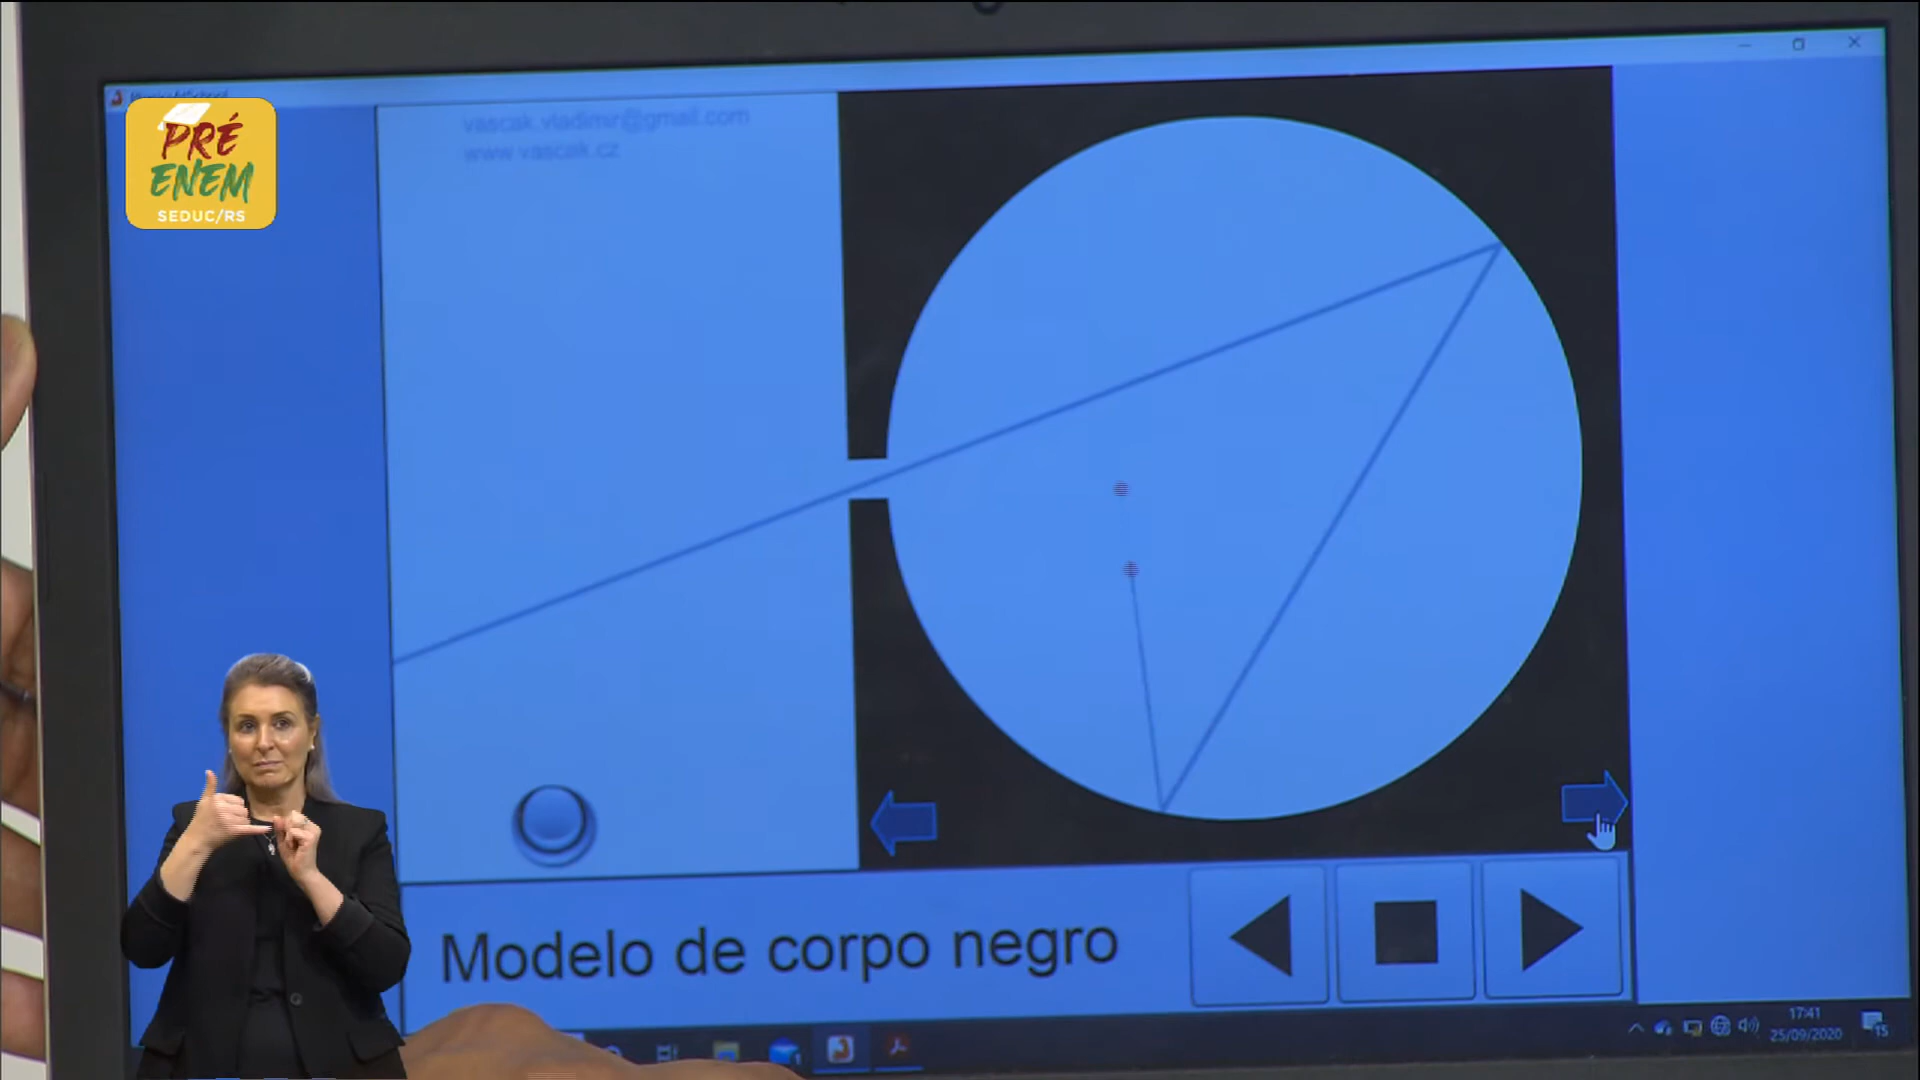 PRÉ
ENEM
SEDUC/RS
vascak.vladimir@gmail.com
www.vascak.cz
Modelo de corpo negro
17:41
25/09/2020
15